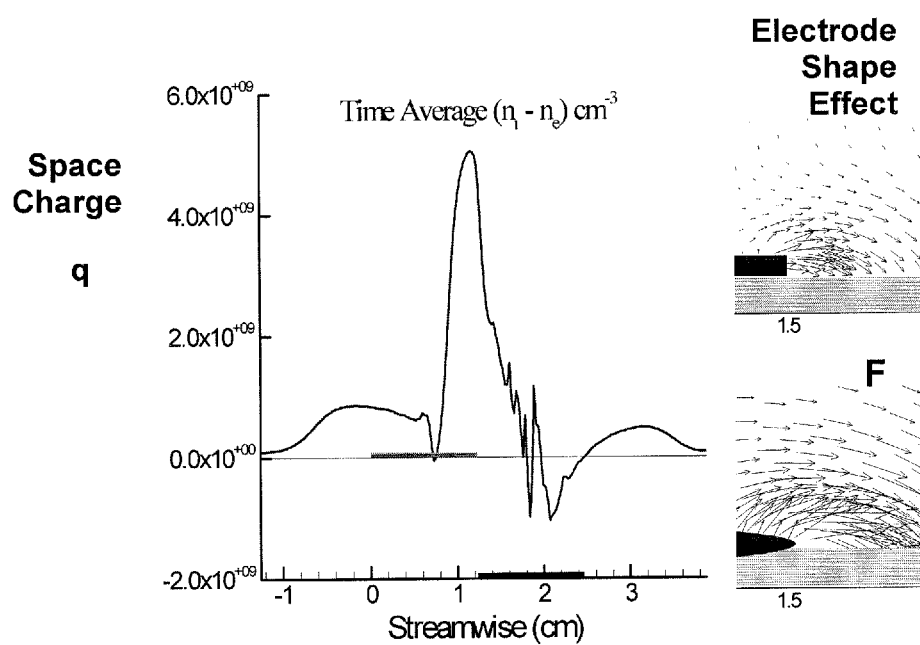 Electrode
Shape
Effect
6.0x10+09
Time Average (ni - ne) cm-3
Space
Charge
q
4.0x10+09
2.0x10+09
0.0x10+00
-2.0x10+09
-1 0 1 2 3
Streamwise (cm)
1.5
F
1.5